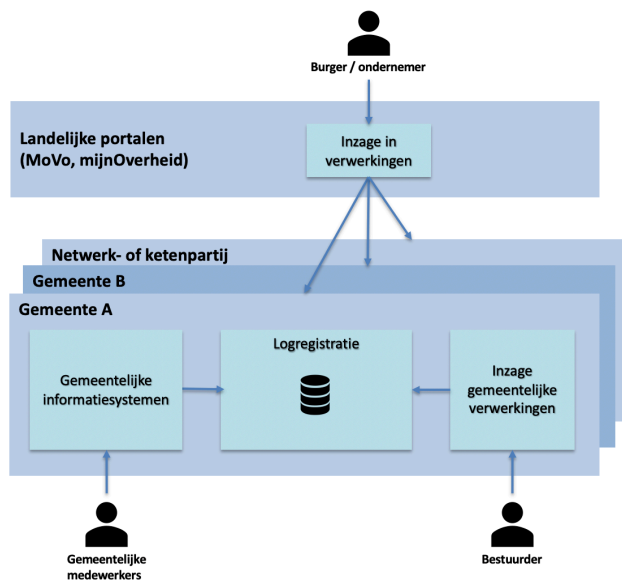 Burger / ondernemer
Landelijke portalen
(MoVo, mijnOverheid)
Inzage in
verwerkingen
Netwerk- of ketenpartij
Gemeente B
Gemeente A
Gemeentelijke
informatiesystemen
Logregistratie
Inzage
gemeentelijke
verwerkingen
Gemeentelijke
medewerkers
Bestuurder